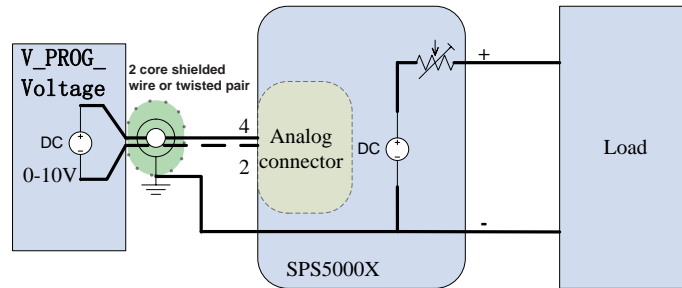 V_PROG_
Voltage
DC
0-10V
2 core shielded
wire or twisted pair
4
2
Analog
connector
DC
SPS5000X
+
-
Load